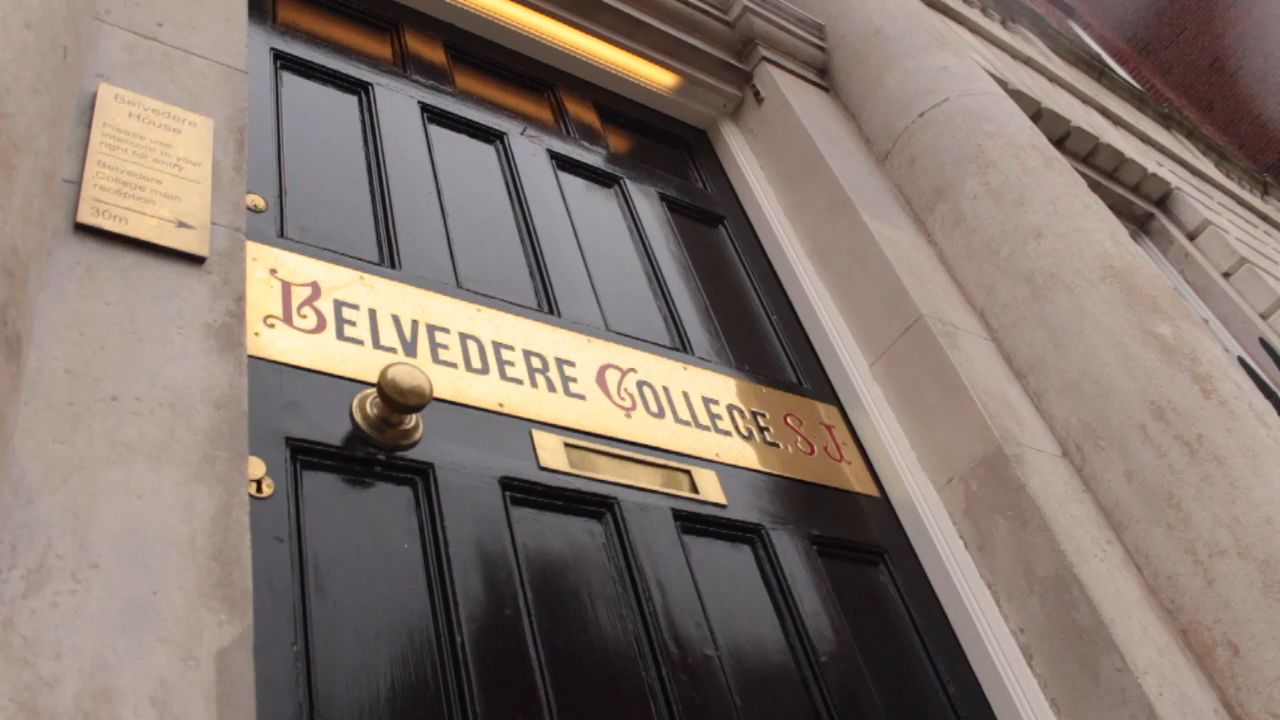 Belvedere
House
Please use
intercom to your
right for entry
Belvedere
College main
reception
30m
BELVEDERE COLLEGE, S.J.